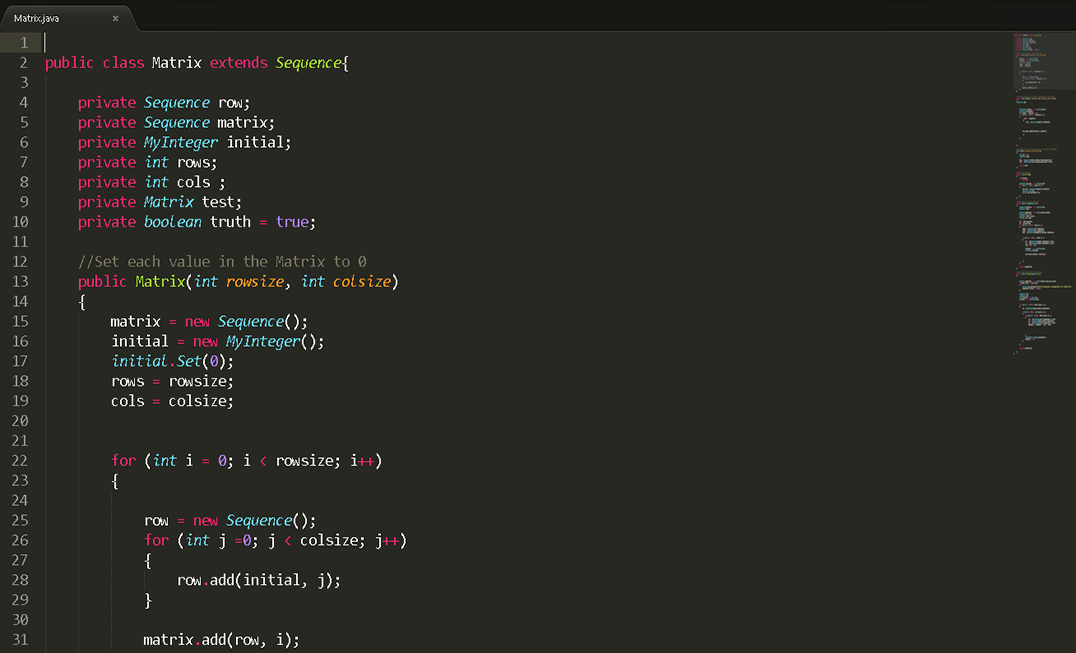 Matrix.java ×
1
2 public class Matrix extends Sequence{
3
4 private Sequence row;
5 private Sequence matrix;
6 private MyInteger initial;
7 private int rows;
8 private int cols ;
9 private Matrix test;
10 private boolean truth = true;
11
12 //Set each value in the Matrix to 0
13 public Matrix(int rowsize, int colsize)
14 {
15 matrix = new Sequence();
16 initial = new MyInteger();
17 initial.Set(0);
18 rows = rowsize;
19 cols = colsize;
20
21
22 for (int i = 0; i < rowsize; i++)
23 {
24
25 row = new Sequence();
26 for (int j =0; j < colsize; j++)
27 {
28 row.add(initial, j);
29 }
30
31 matrix.add(row, i);